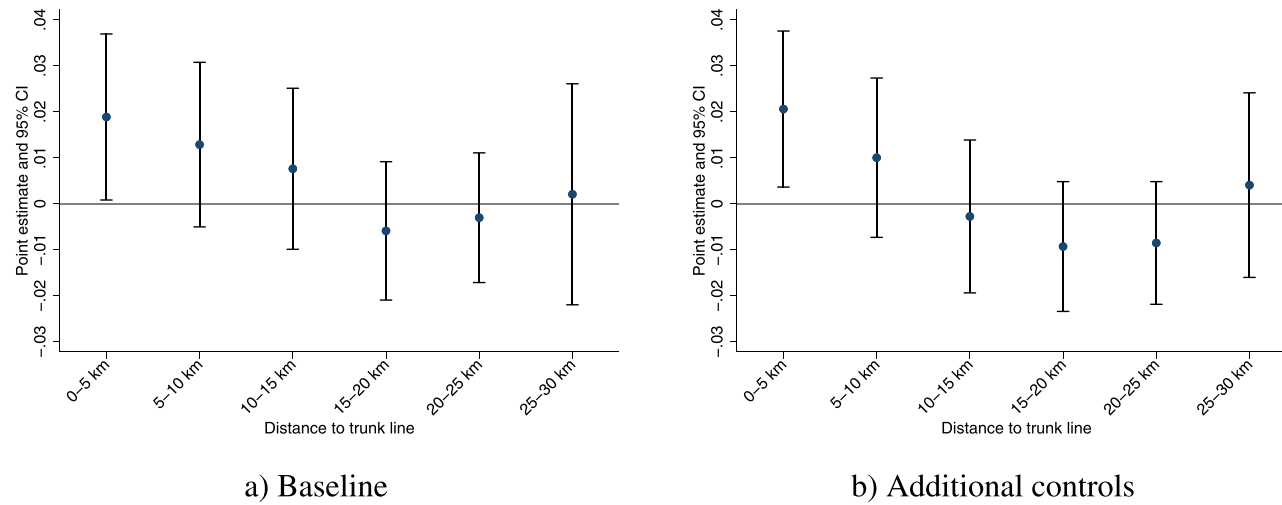 Point estimate and 95% CI
.04
.03
.02
.01
0
−.01
−.02
−.03
0−5 km
5−10 km
10−15 km
15−20 km
20−25 km
25−30 km
Distance to trunk line
a) Baseline
Point estimate and 95% CI
.04
.03
.02
.01
0
−.01
−.02
−.03
0−5 km
5−10 km
10−15 km
15−20 km
20−25 km
25−30 km
Distance to trunk line
b) Additional controls